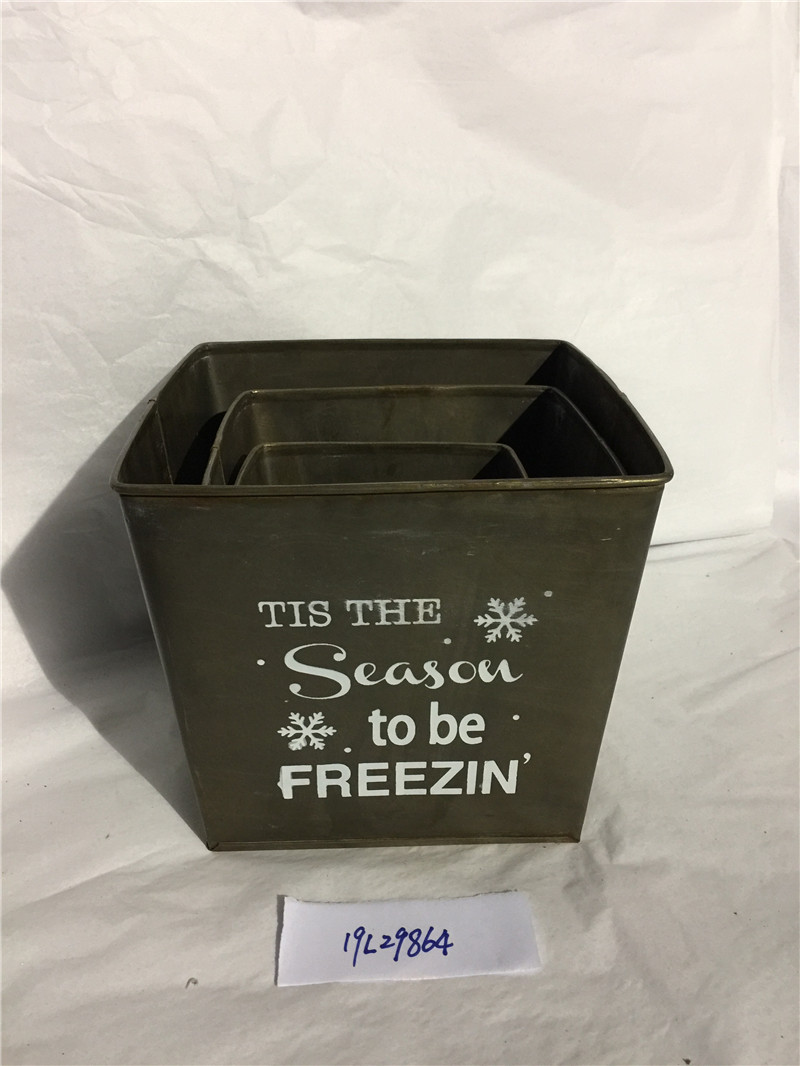 TIS THE
Season
to be
FREEZIN'
19L29864